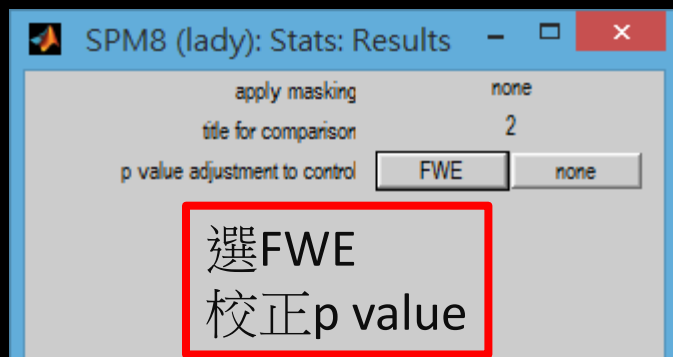 SPM8 (lady): Stats: Results
apply masking none
title for comparison 2
p value adjustment to control FWE none
選FWE
校正p value